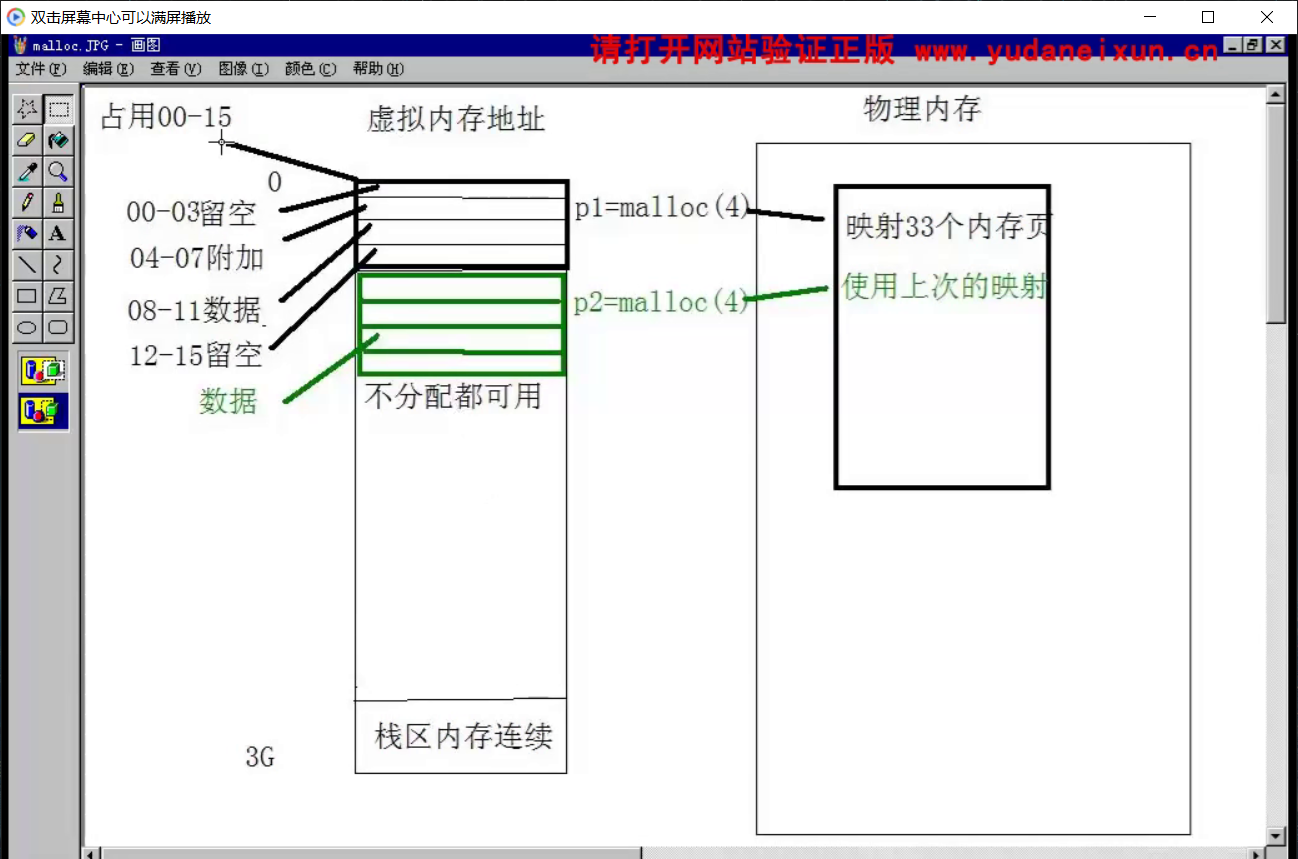 双击屏幕中心可以满屏播放
malloc.JPG - 画图
请打开网站验证正版 www.yudaneixun.cn
文件(F) 编辑(E) 查看(V) 图像(I) 颜色(C) 帮助(H)
占用00-15
虚拟内存地址
物理内存
0
00-03留空
p1=malloc(4)
映射33个内存页
04-07附加
08-11数据
p2=malloc(4)
使用上次的映射
12-15留空
数据
不分配都可用
栈区内存连续
3G
A